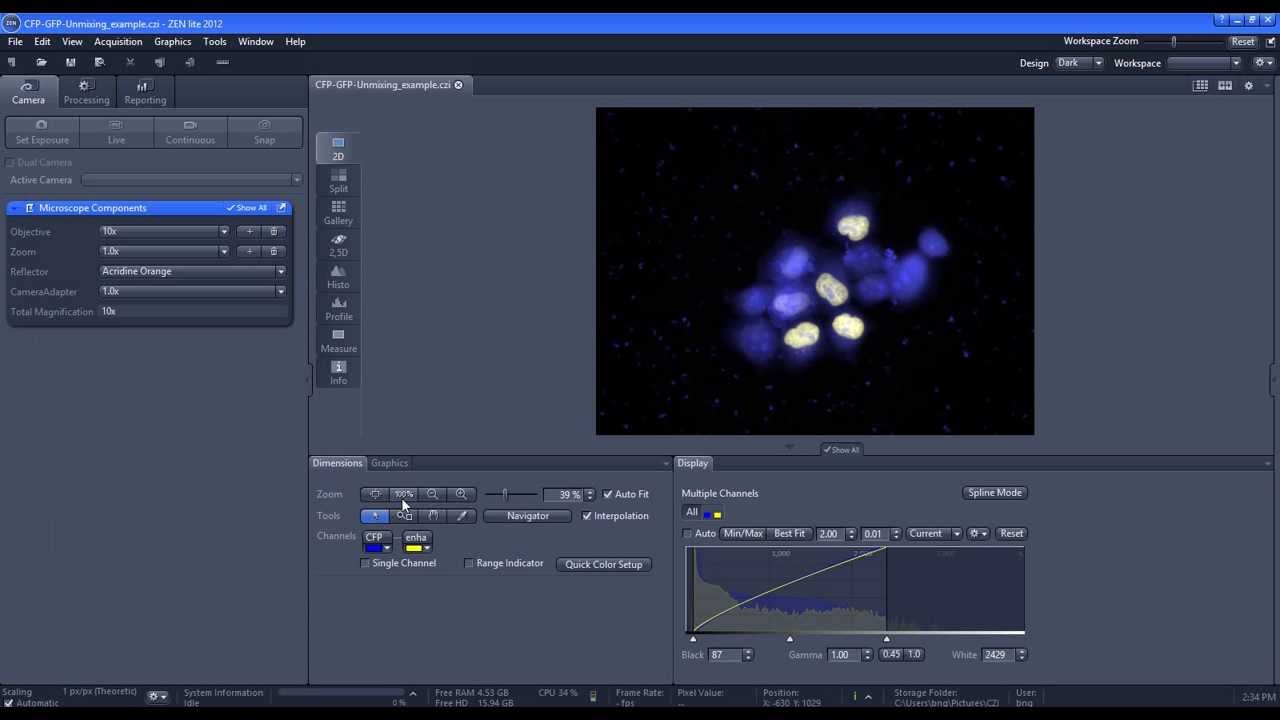 ZEN CFP-GFP-Unmixing_example.czi - ZEN lite 2012
File Edit View Acquisition Graphics Tools Window Help
Workspace Zoom Reset
Design Dark Workspace
Camera Processing Reporting
CFP-GFP-Unmixing_example.czi
Set Exposure Live Continuous Snap
Dual Camera
Active Camera
Microscope Components Show All
Objective 10x
Zoom 1.0x
Reflector Acridine Orange
CameraAdapter 1.0x
Total Magnification 10x
2D
Split
Gallery
2,5D
Histo
Profile
Measure
Info
Show All
Dimensions Graphics
Zoom 100% 39 % Auto Fit
Tools Navigator Interpolation
Channels CFP enha
Single Channel Range Indicator Quick Color Setup
Display
Multiple Channels Spline Mode
All
Auto Min/Max Best Fit 2.00 0.01 Current Reset
1,000
Black 87 Gamma 1.00 0.45 1.0 White 2429
Scaling 1 px/px (Theoretic) System Information Free RAM 4.53 GB CPU 34 % Frame Rate: Pixel Value: Position: Storage Folder: User:
Automatic Idle 0 % Free HD 15.94 GB - fps -- X: -630 Y: 1029 C:\Users\bnq\Pictures\CZI bnq
2:34 PM